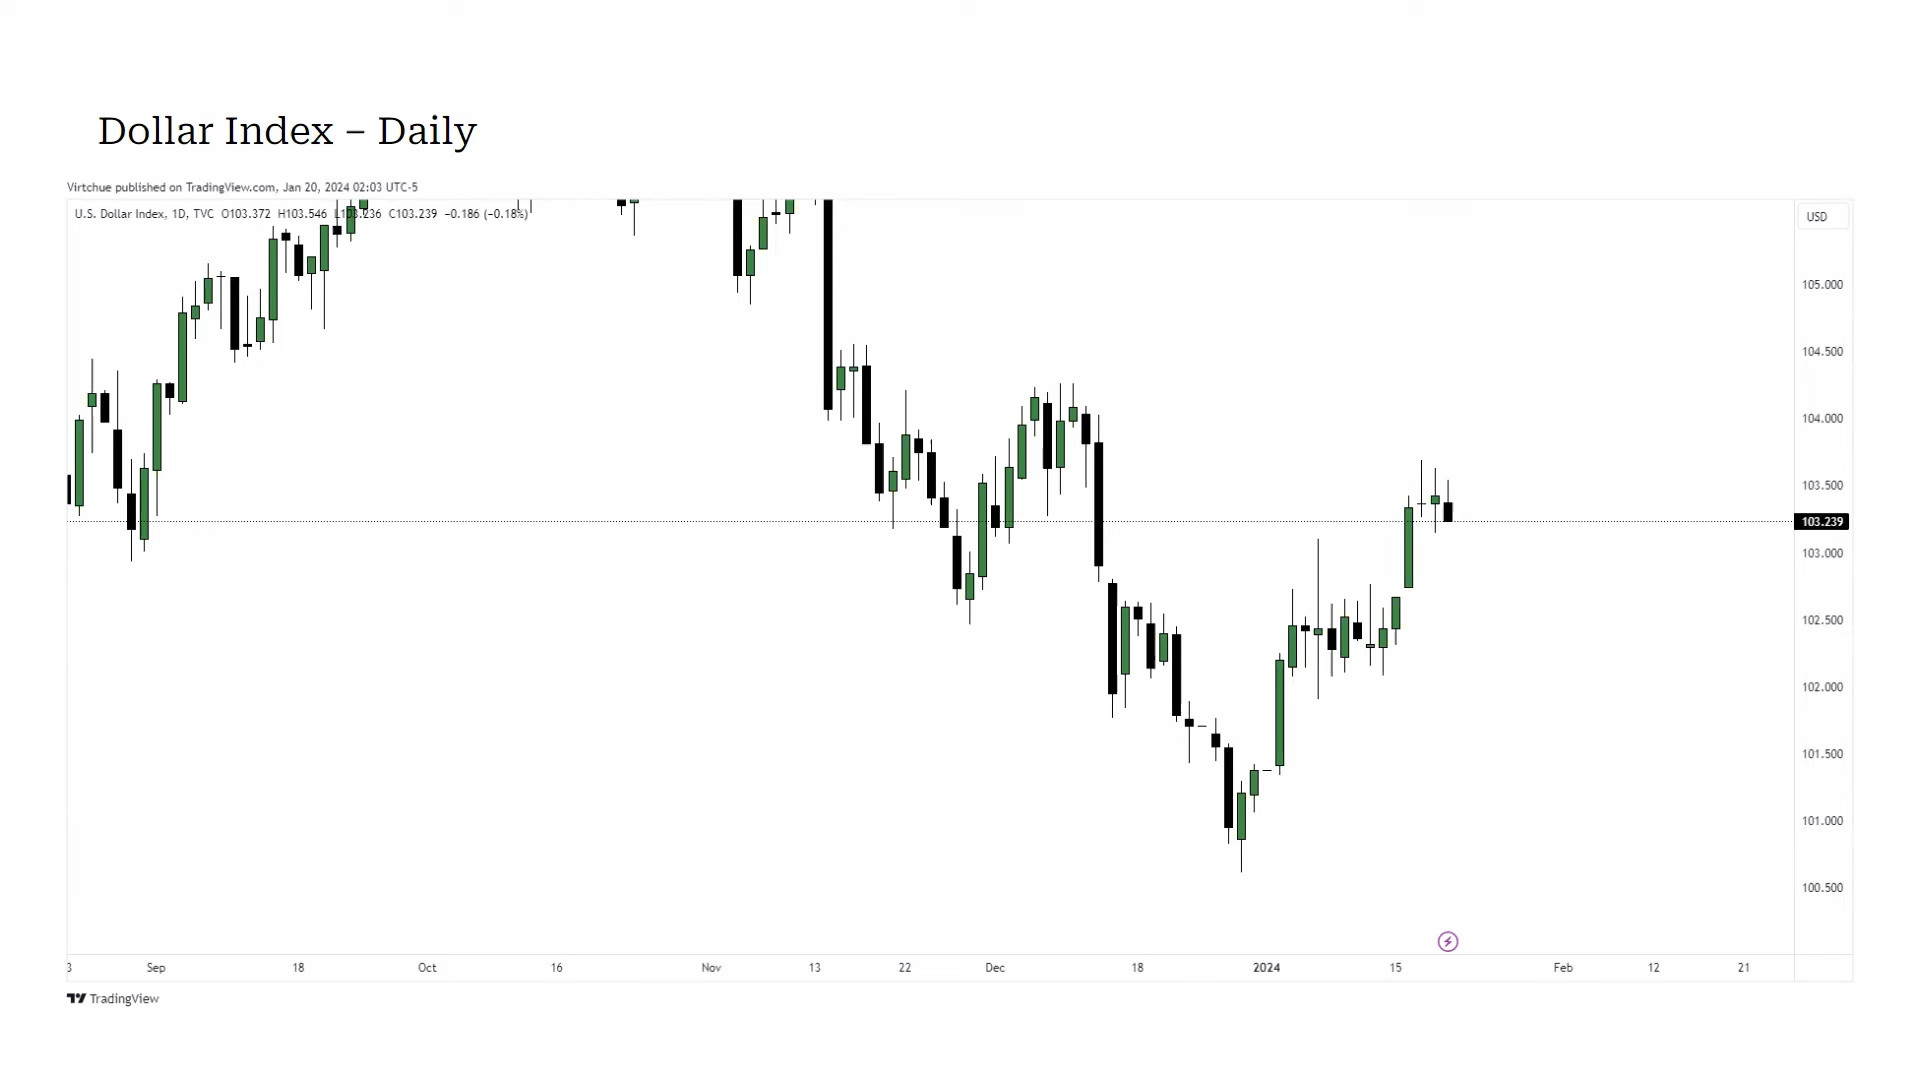 Dollar Index – Daily
Virtchue published on TradingView.com, Jan 20, 2024 02:03 UTC-5
U.S. Dollar Index, 1D, TVC O103.372 H103.546 L103.236 C103.239 −0.186 (−0.18%)
USD
105.000
104.500
104.000
103.500
103.239
103.000
102.500
102.000
101.500
101.000
100.500
3 Sep 18 Oct 16 Nov 13 22 Dec 18 2024 15 Feb 12 21
TradingView